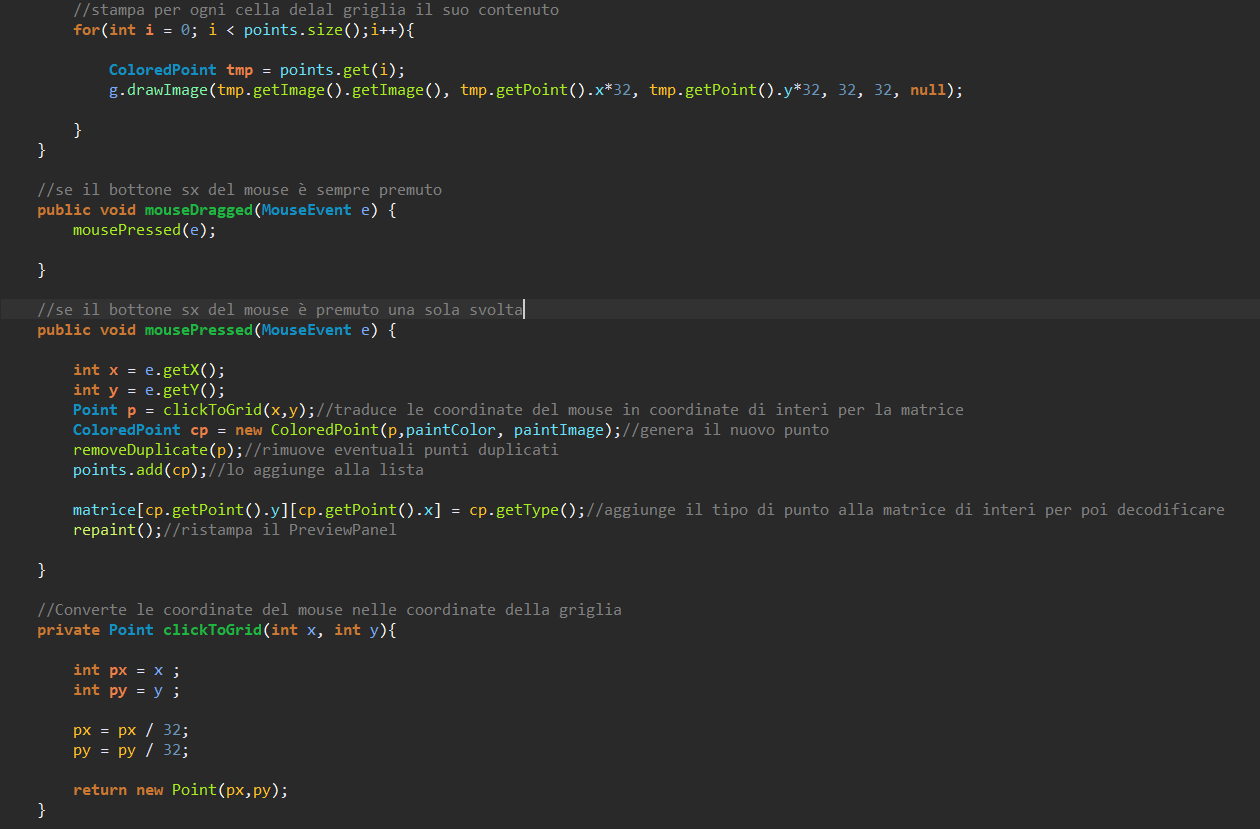 //stampa per ogni cella delal griglia il suo contenuto
for(int i = 0; i < points.size();i++){
ColoredPoint tmp = points.get(i);
g.drawImage(tmp.getImage().getImage(), tmp.getPoint().x*32, tmp.getPoint().y*32, 32, 32, null);
}
}
//se il bottone sx del mouse è sempre premuto
public void mouseDragged(MouseEvent e) {
mousePressed(e);
}
//se il bottone sx del mouse è premuto una sola svolta
public void mousePressed(MouseEvent e) {
int x = e.getX();
int y = e.getY();
Point p = clickToGrid(x,y);//traduce le coordinate del mouse in coordinate di interi per la matrice
ColoredPoint cp = new ColoredPoint(p,paintColor, paintImage);//genera il nuovo punto
removeDuplicate(p);//rimuove eventuali punti duplicati
points.add(cp);//lo aggiunge alla lista
matrice[cp.getPoint().y][cp.getPoint().x] = cp.getType();//aggiunge il tipo di punto alla matrice di interi per poi decodificare
repaint();//ristampa il PreviewPanel
}
//Converte le coordinate del mouse nelle coordinate della griglia
private Point clickToGrid(int x, int y){
int px = x ;
int py = y ;
px = px / 32;
py = py / 32;
return new Point(px,py);
}